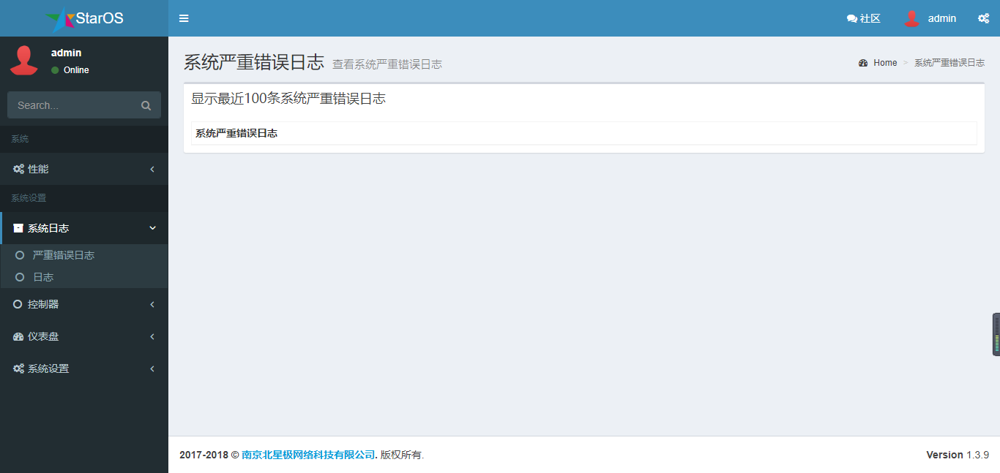 StarOS
社区
admin
admin
Online
Search...
系统
性能
系统设置
系统日志
严重错误日志
日志
控制器
仪表盘
系统设置
系统严重错误日志 查看系统严重错误日志
Home > 系统严重错误日志
显示最近100条系统严重错误日志
系统严重错误日志
2017-2018 © 南京北星极网络科技有限公司. 版权所有.
Version 1.3.9